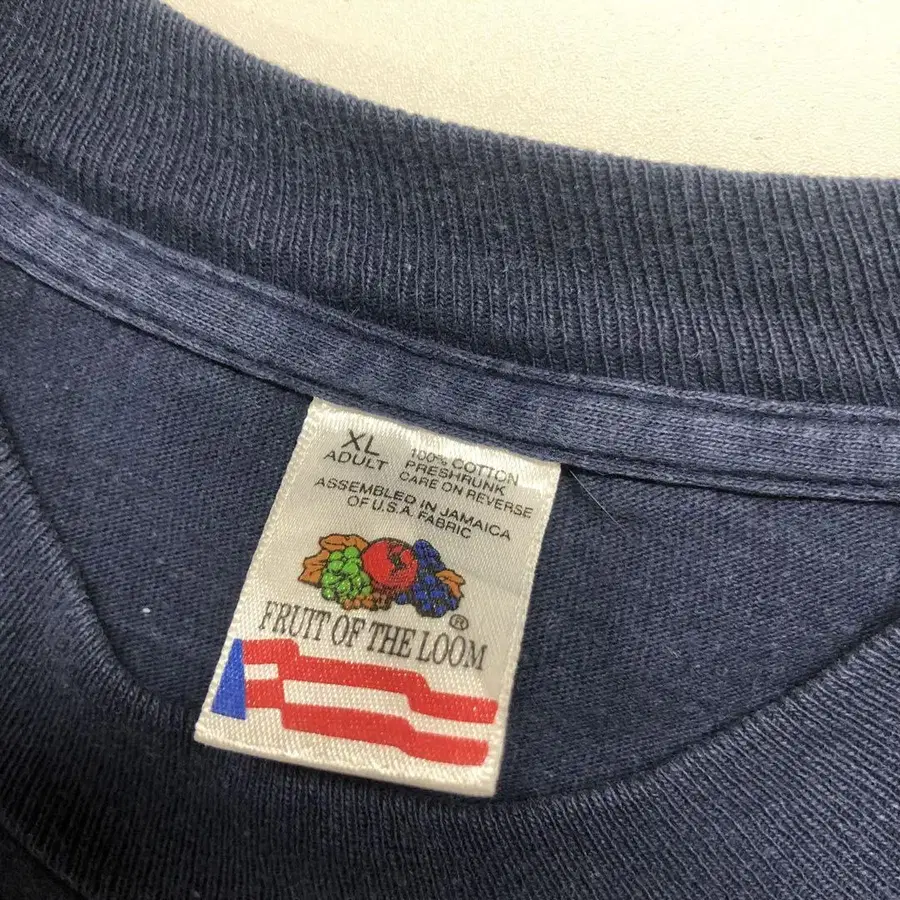 XL
ADULT
100% COTTON
PRESHRUNK
CARE ON REVERSE
ASSEMBLED IN JAMAICA
OF U.S.A. FABRIC
®
FRUIT OF THE LOOM